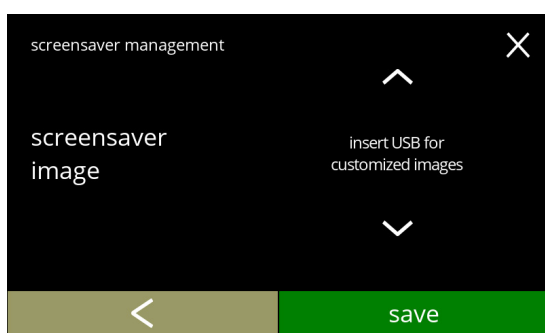 screensaver management
screensaver
image
insert USB for
customized images
save